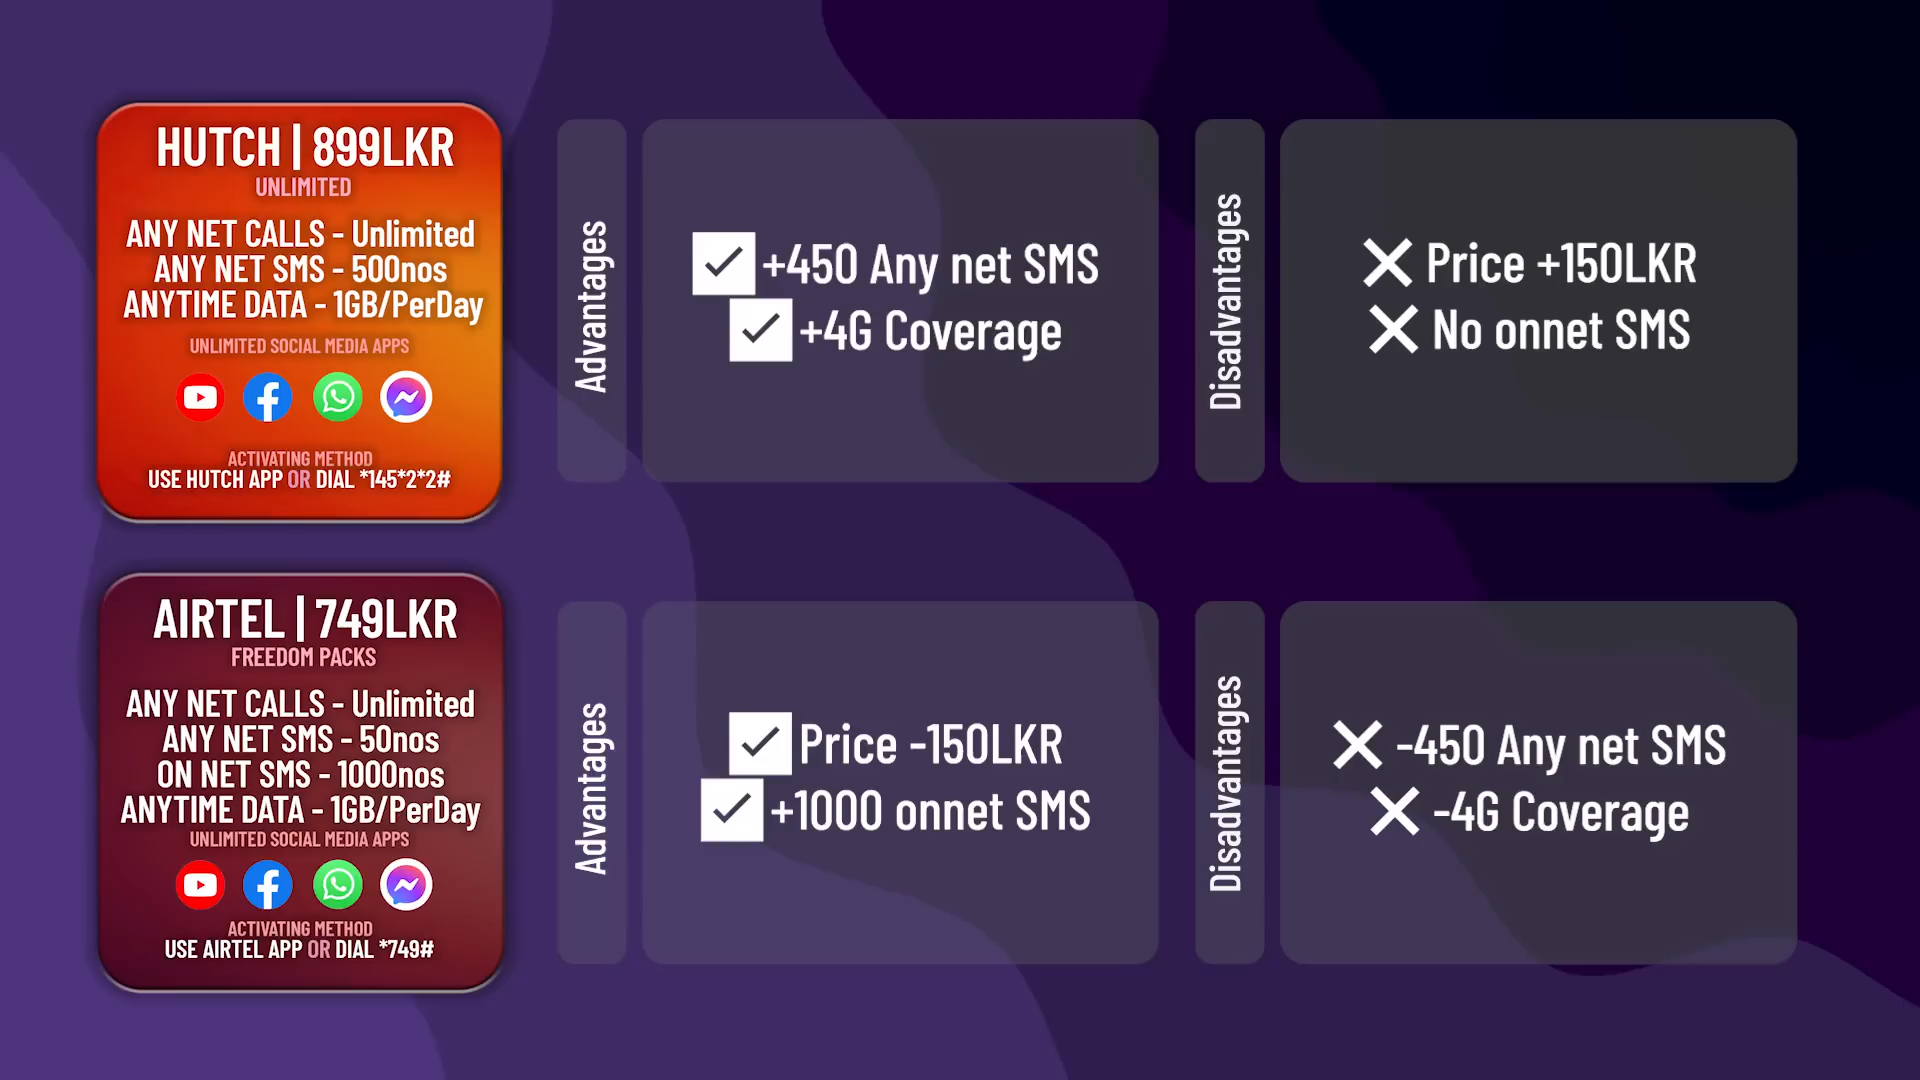 HUTCH | 899LKR
UNLIMITED
ANY NET CALLS - Unlimited
ANY NET SMS - 500nos
ANYTIME DATA - 1GB/PerDay
UNLIMITED SOCIAL MEDIA APPS
ACTIVATING METHOD
USE HUTCH APP OR DIAL *145*2*2#
Advantages
+450 Any net SMS
+4G Coverage
Disadvantages
Price +150LKR
No onnet SMS
AIRTEL | 749LKR
FREEDOM PACKS
ANY NET CALLS - Unlimited
ANY NET SMS - 50nos
ON NET SMS - 1000nos
ANYTIME DATA - 1GB/PerDay
UNLIMITED SOCIAL MEDIA APPS
ACTIVATING METHOD
USE AIRTEL APP OR DIAL *749#
Advantages
Price -150LKR
+1000 onnet SMS
Disadvantages
-450 Any net SMS
-4G Coverage